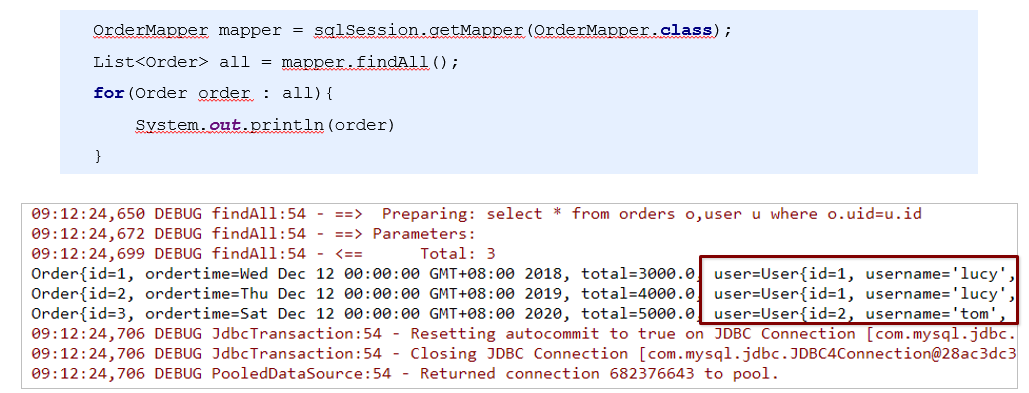 OrderMapper mapper = sqlSession.getMapper(OrderMapper.class);
List<Order> all = mapper.findAll();
for(Order order : all){
System.out.println(order)
}
09:12:24,650 DEBUG findAll:54 - ==>  Preparing: select * from orders o,user u where o.uid=u.id
09:12:24,672 DEBUG findAll:54 - ==> Parameters:
09:12:24,699 DEBUG findAll:54 - <==      Total: 3
Order{id=1, ordertime=Wed Dec 12 00:00:00 GMT+08:00 2018, total=3000.0, user=User{id=1, username='lucy',
Order{id=2, ordertime=Thu Dec 12 00:00:00 GMT+08:00 2019, total=4000.0, user=User{id=1, username='lucy',
Order{id=3, ordertime=Sat Dec 12 00:00:00 GMT+08:00 2020, total=5000.0, user=User{id=2, username='tom',
09:12:24,706 DEBUG JdbcTransaction:54 - Resetting autocommit to true on JDBC Connection [com.mysql.jdbc.
09:12:24,706 DEBUG JdbcTransaction:54 - Closing JDBC Connection [com.mysql.jdbc.JDBC4Connection@28ac3dc3
09:12:24,706 DEBUG PooledDataSource:54 - Returned connection 682376643 to pool.